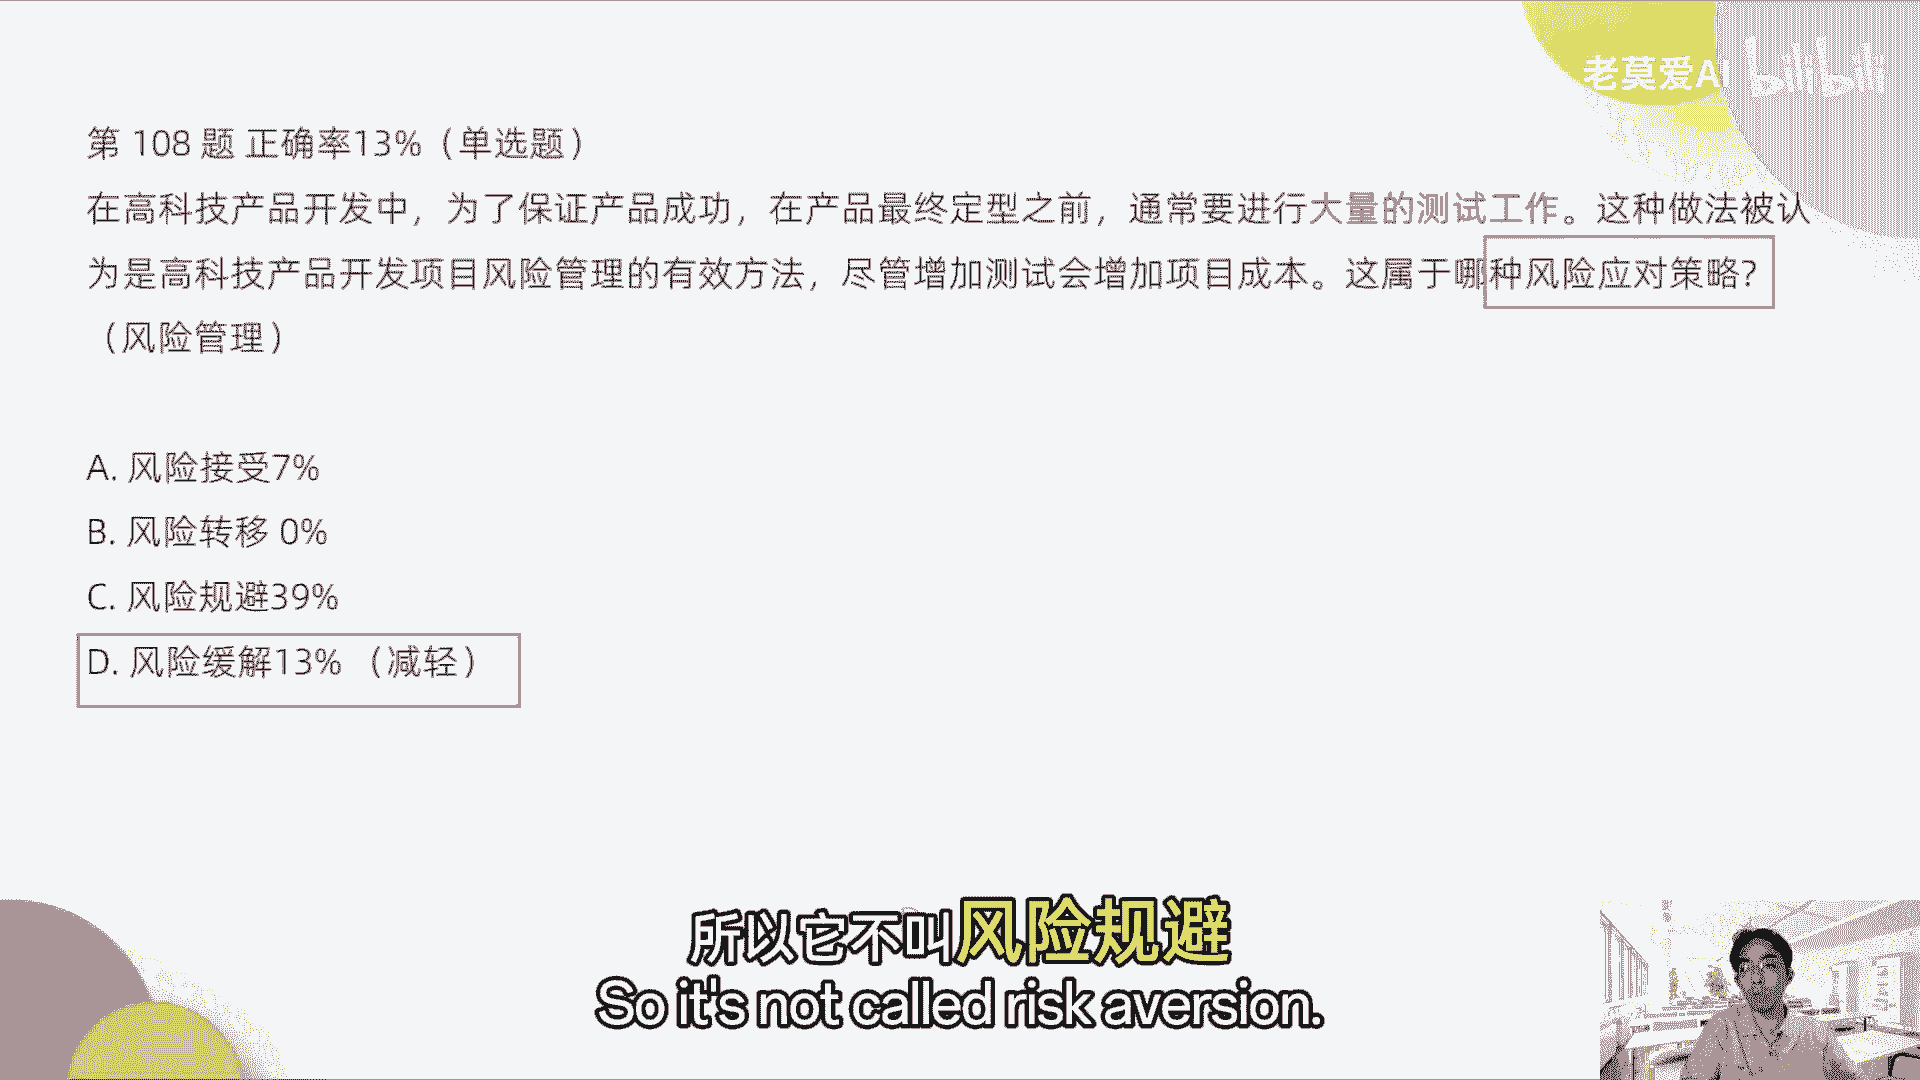 老莫爱AI bilibili
第 108 题 正确率13%（单选题）
在高科技产品开发中，为了保证产品成功，在产品最终定型之前，通常要进行大量的测试工作。这种做法被认
为是高科技产品开发项目风险管理的有效方法，尽管增加测试会增加项目成本。这属于哪种风险应对策略？
（风险管理）
A. 风险接受7%
B. 风险转移 0%
C. 风险规避39%
D. 风险缓解13% （减轻）
所以它不叫风险规避
So it's not called risk aversion.